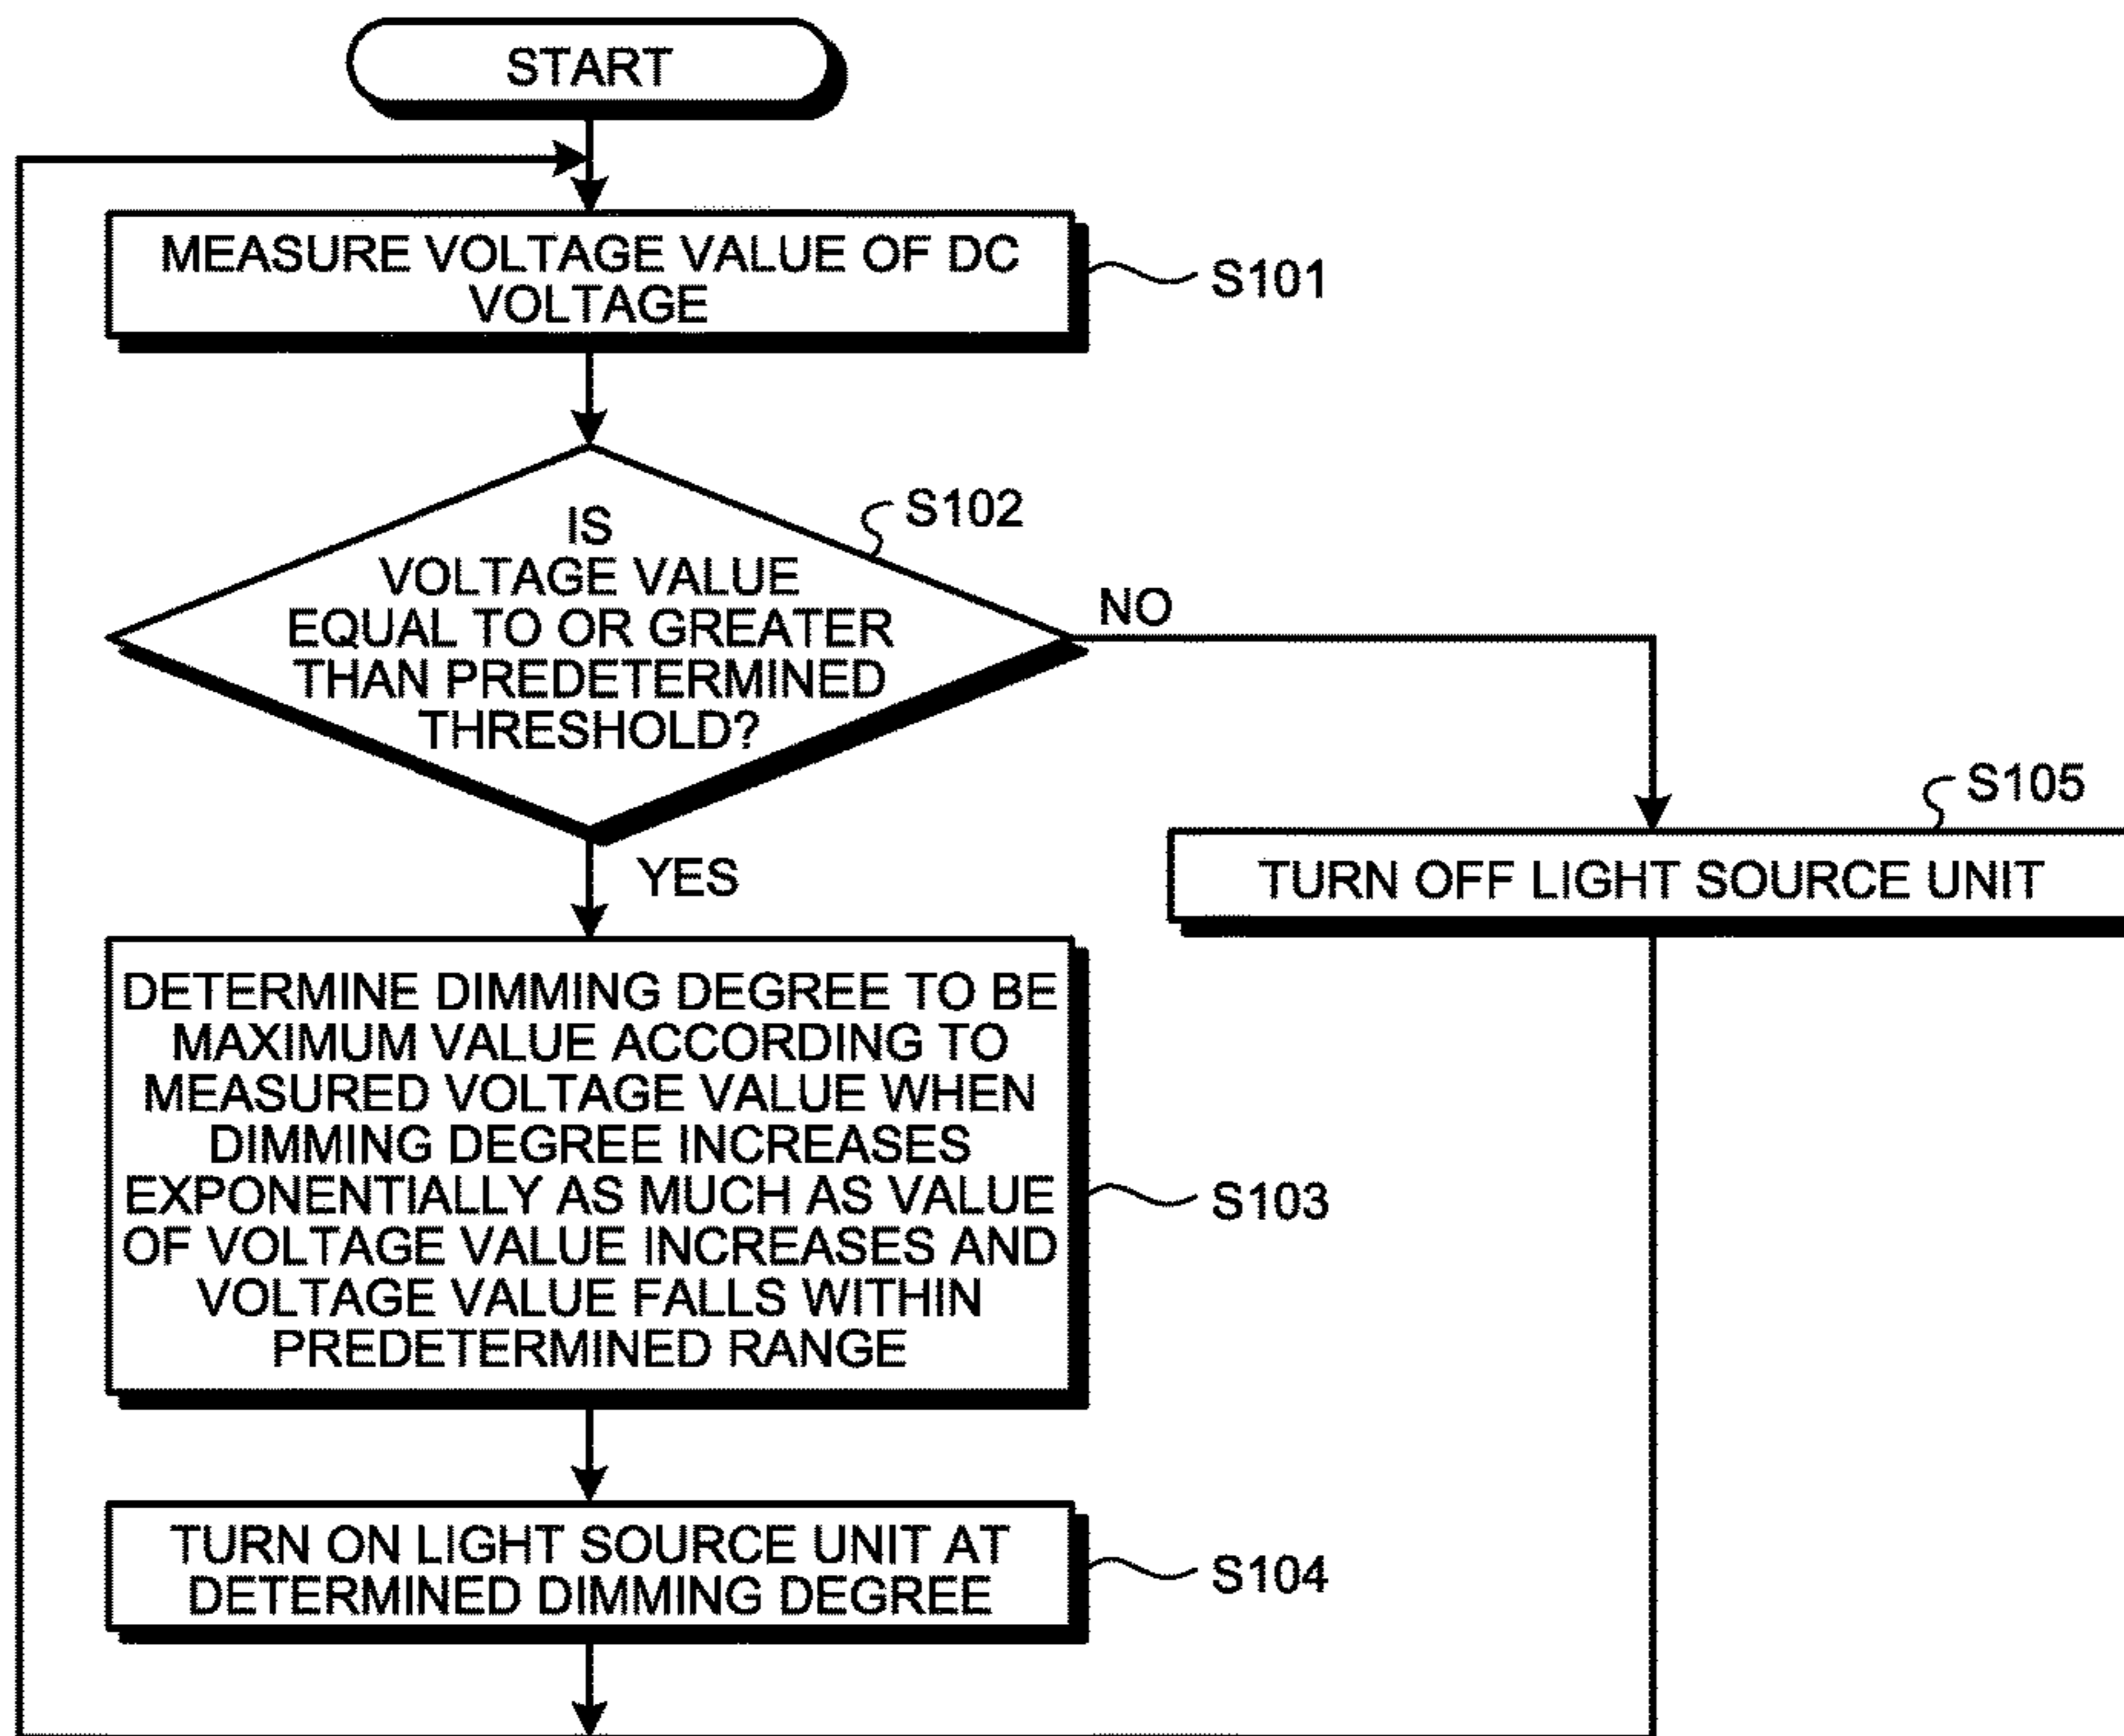 START
MEASURE VOLTAGE VALUE OF DC
VOLTAGE
S101
IS
VOLTAGE VALUE
EQUAL TO OR GREATER
THAN PREDETERMINED
THRESHOLD?
S102
NO
YES
S105
TURN OFF LIGHT SOURCE UNIT
DETERMINE DIMMING DEGREE TO BE
MAXIMUM VALUE ACCORDING TO
MEASURED VOLTAGE VALUE WHEN
DIMMING DEGREE INCREASES
EXPONENTIALLY AS MUCH AS VALUE
OF VOLTAGE VALUE INCREASES AND
VOLTAGE VALUE FALLS WITHIN
PREDETERMINED RANGE
S103
TURN ON LIGHT SOURCE UNIT AT
DETERMINED DIMMING DEGREE
S104